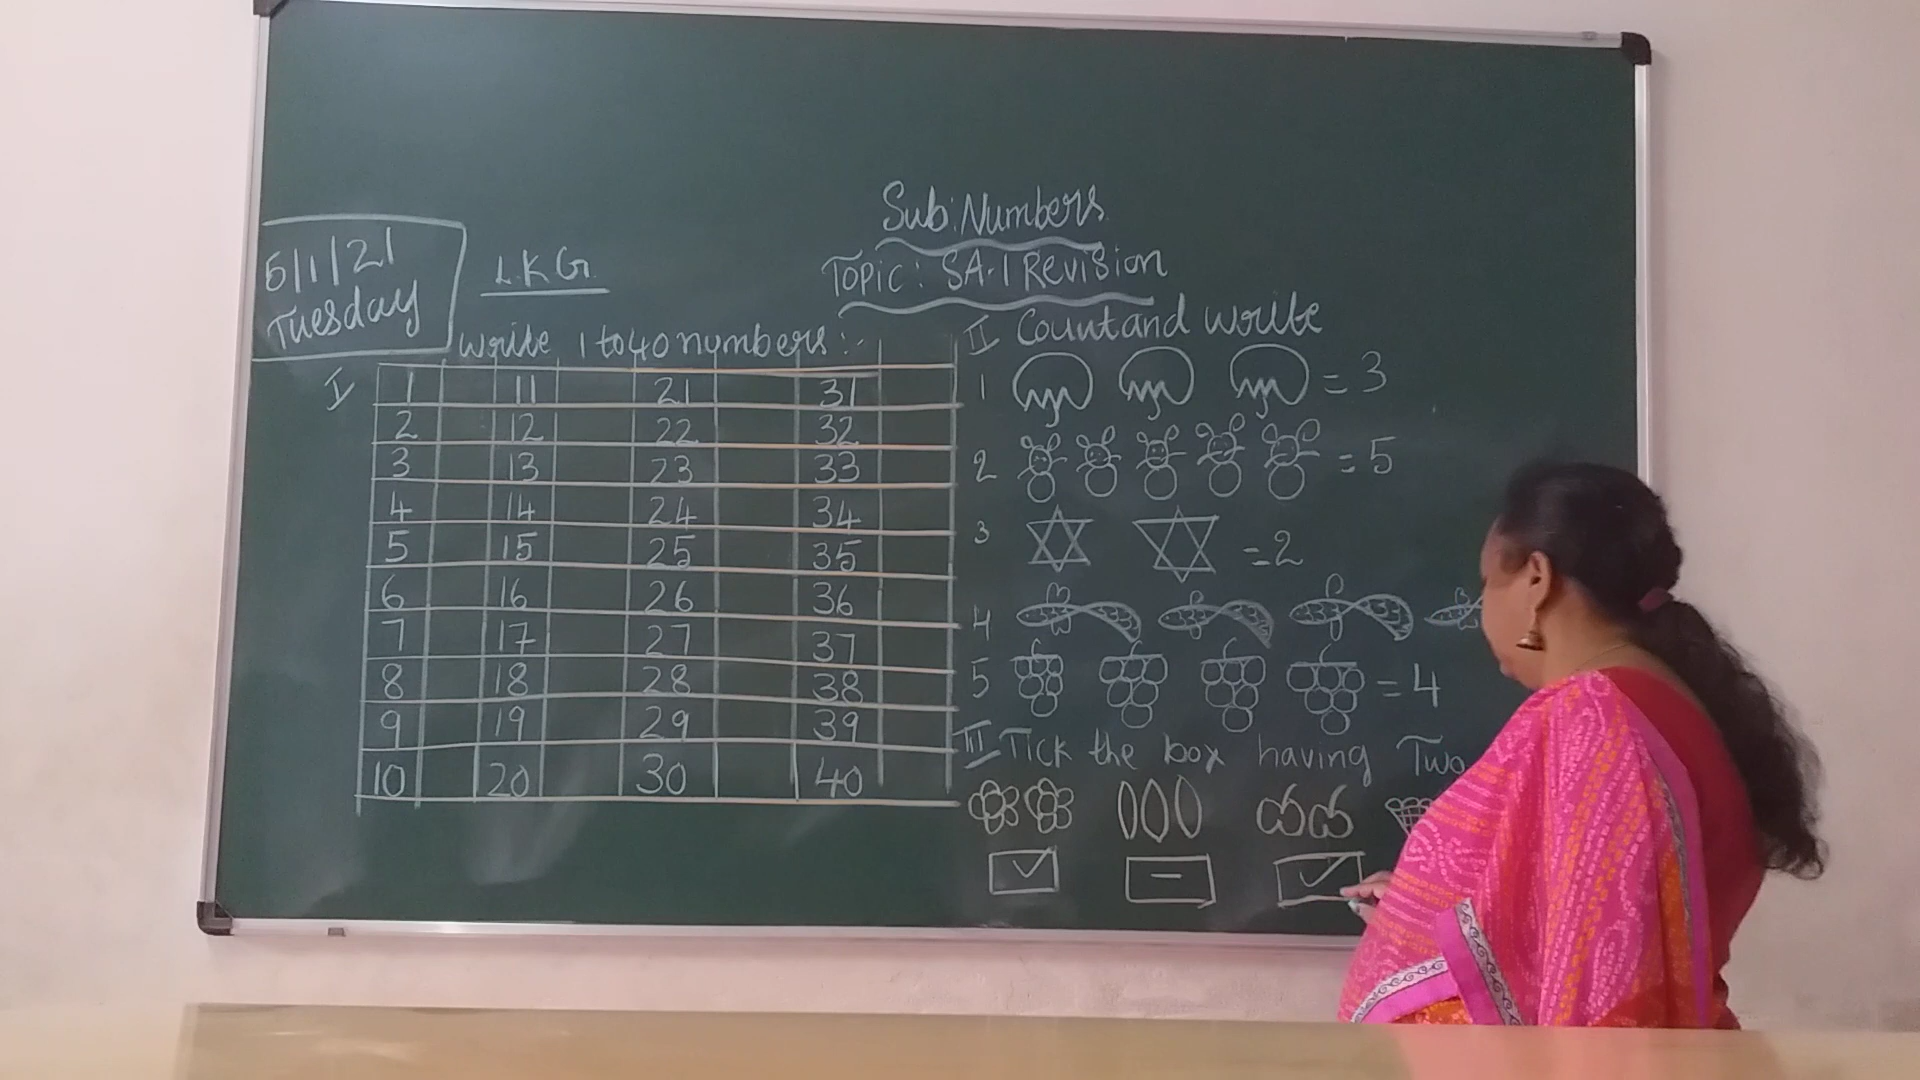 Sub: Numbers
Topic: SA-1 Revision
5/1/21
Tuesday
L.K.G.
I
Write 1 to 40 numbers:-
1 11 21 31
2 12 22 32
3 13 23 33
4 14 24 34
5 15 25 35
6 16 26 36
7 17 27 37
8 18 28 38
9 19 29 39
10 20 30 40
II Count and write
1 = 3
2 = 5
3 = 2
4
5 = 4
III Tick the box having Two